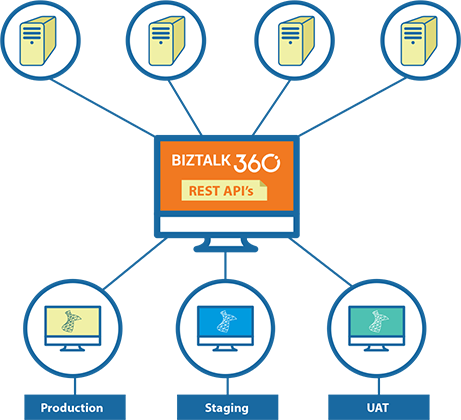 BIZTALK 360
REST API's
Production
Staging
UAT